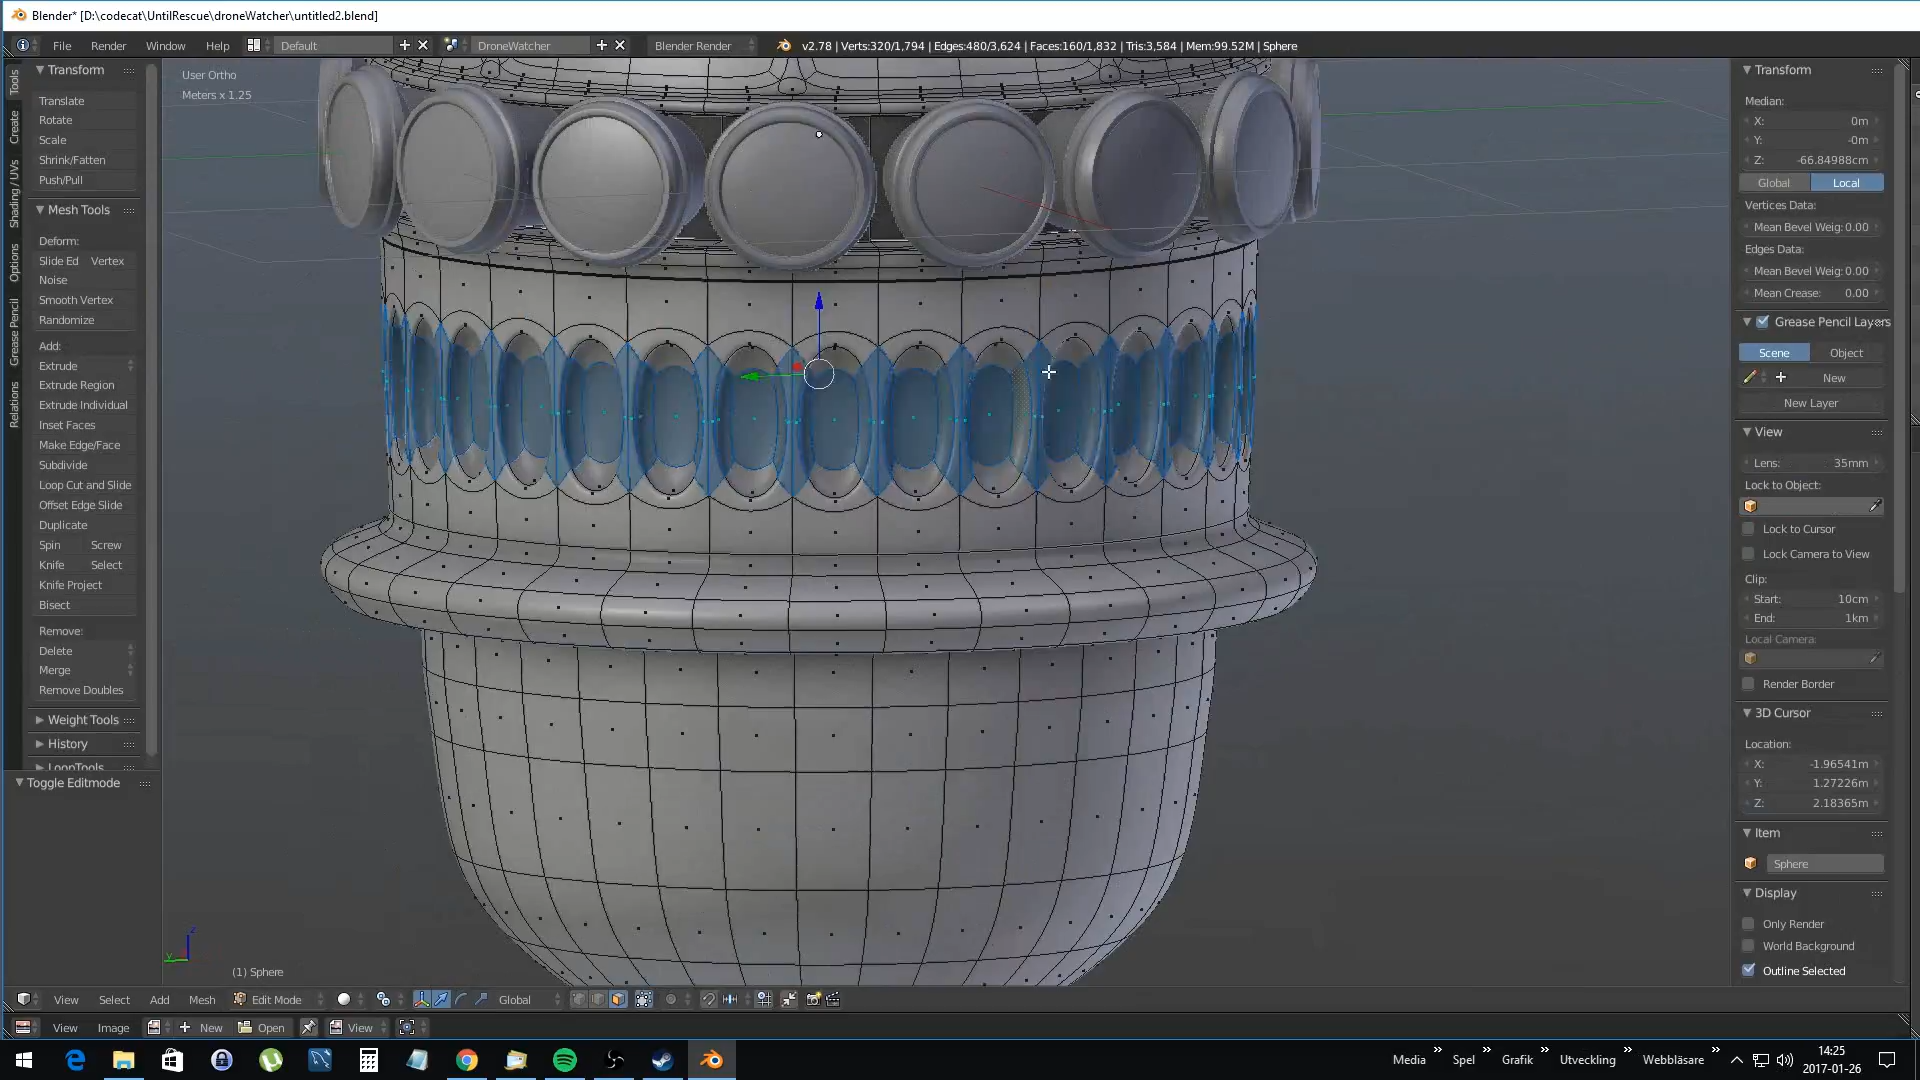 Blender* [D:\codecat\UntilRescue\droneWatcher\untitled2.blend]
File Render Window Help Default DroneWatcher Blender Render v2.78 | Verts:320/1,794 | Edges:480/3,624 | Faces:160/1,832 | Tris:3,584 | Mem:99.52M | Sphere
Tools
Create
Shading / UVs
Options
Grease Pencil
Relations
Transform
Translate
Rotate
Scale
Shrink/Fatten
Push/Pull
Mesh Tools
Deform:
Slide Ed Vertex
Noise
Smooth Vertex
Randomize
Add:
Extrude
Extrude Region
Extrude Individual
Inset Faces
Make Edge/Face
Subdivide
Loop Cut and Slide
Offset Edge Slide
Duplicate
Spin Screw
Knife Select
Knife Project
Bisect
Remove:
Delete
Merge
Remove Doubles
Weight Tools
History
LoopTools
Toggle Editmode
User Ortho
Meters x 1.25
z
y
(1) Sphere
Transform
Median:
X: 0m
Y: -0m
Z: -66.84988cm
Global Local
Vertices Data:
Mean Bevel Weig: 0.00
Edges Data:
Mean Bevel Weig: 0.00
Mean Crease: 0.00
Grease Pencil Layers
Scene Object
New
New Layer
View
Lens: 35mm
Lock to Object:
Lock to Cursor
Lock Camera to View
Clip:
Start: 10cm
End: 1km
Local Camera:
Render Border
3D Cursor
Location:
X: -1.96541m
Y: 1.27226m
Z: 2.18365m
Item
Sphere
Display
Only Render
World Background
Outline Selected
View Select Add Mesh Edit Mode Global
View Image New Open View
Media Spel Grafik Utveckling Webbläsare
14:25
2017-01-26